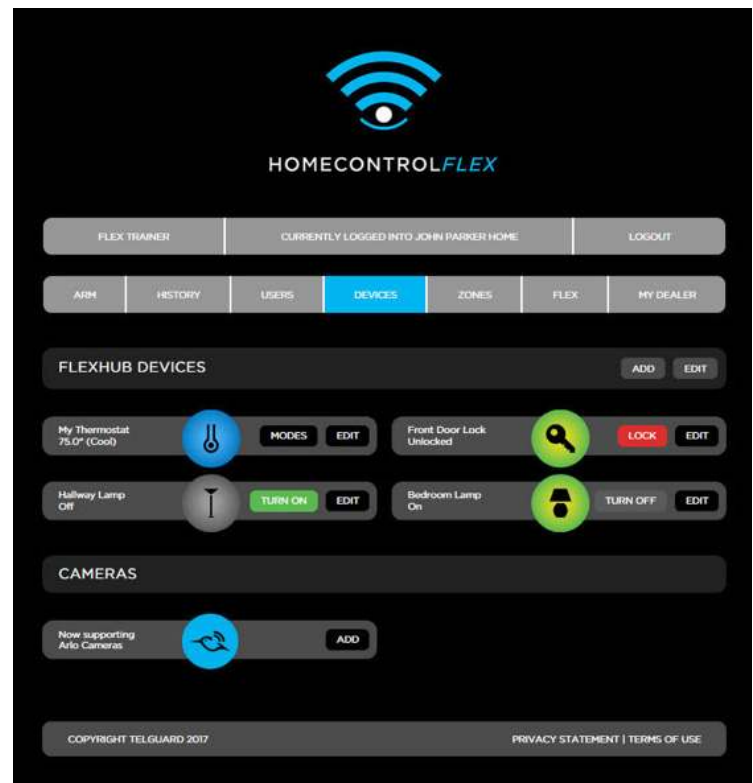 HOMECONTROLFLEX
FLEX TRAINER
CURRENTLY LOGGED INTO JOHN PARKER HOME
LOGOUT
ARM
HISTORY
USERS
DEVICES
ZONES
FLEX
MY DEALER
FLEXHUB DEVICES
ADD
EDIT
My Thermostat
75.0° (Cool)
MODES
EDIT
Front Door Lock
Unlocked
LOCK
EDIT
Hallway Lamp
Off
TURN ON
EDIT
Bedroom Lamp
On
TURN OFF
EDIT
CAMERAS
Now supporting
Arlo Cameras
ADD
COPYRIGHT TELGUARD 2017
PRIVACY STATEMENT | TERMS OF USE